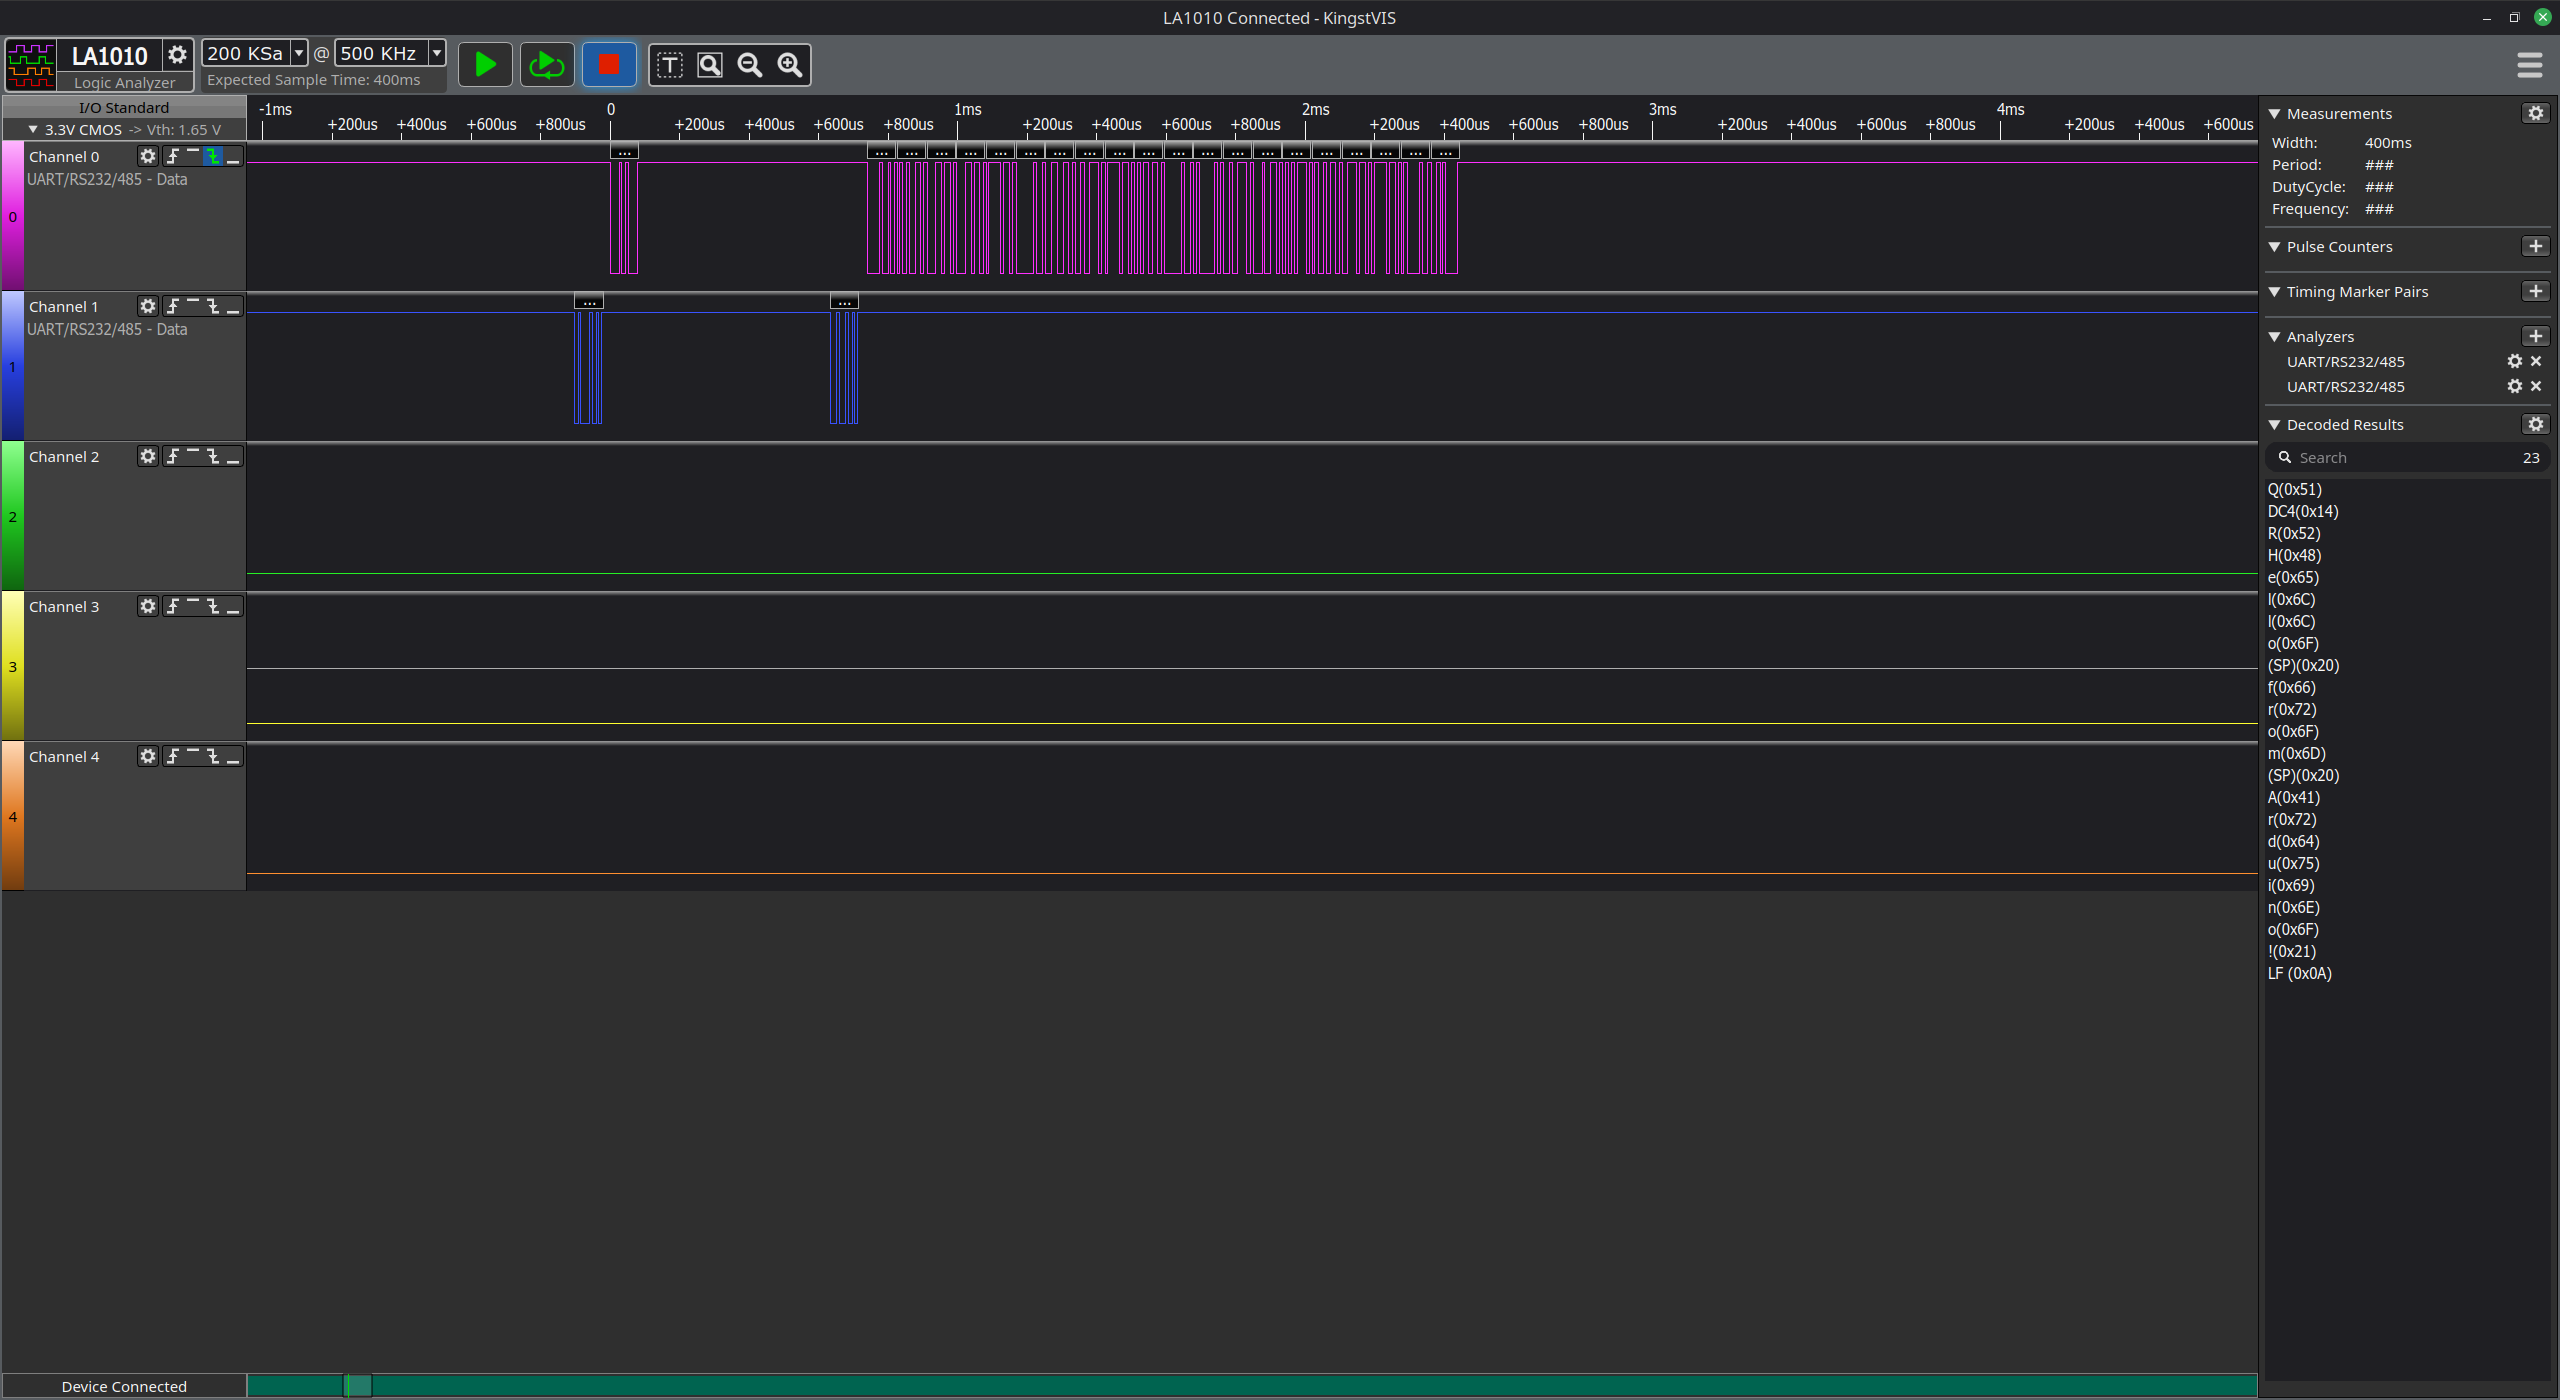 LA1010 Connected - KingstVIS
LA1010
Logic Analyzer
200 KSa @ 500 KHz
Expected Sample Time: 400ms
I/O Standard
3.3V CMOS -> Vth: 1.65 V
-1ms +200us +400us +600us +800us 0 +200us +400us +600us +800us 1ms +200us +400us +600us +800us 2ms +200us +400us +600us +800us 3ms +200us +400us +600us +800us 4ms +200us +400us +600us
0
Channel 0
UART/RS232/485 - Data
... ... ... ... ... ... ... ... ... ... ... ... ... ... ... ... ... ... ... ... ...
1
Channel 1
UART/RS232/485 - Data
... ...
2
Channel 2
3
Channel 3
4
Channel 4
Device Connected
Measurements
Width: 400ms
Period: ###
DutyCycle: ###
Frequency: ###
Pulse Counters
Timing Marker Pairs
Analyzers
UART/RS232/485
UART/RS232/485
Decoded Results
Search 23
Q(0x51)
DC4(0x14)
R(0x52)
H(0x48)
e(0x65)
l(0x6C)
l(0x6C)
o(0x6F)
(SP)(0x20)
f(0x66)
r(0x72)
o(0x6F)
m(0x6D)
(SP)(0x20)
A(0x41)
r(0x72)
d(0x64)
u(0x75)
i(0x69)
n(0x6E)
o(0x6F)
!(0x21)
LF (0x0A)